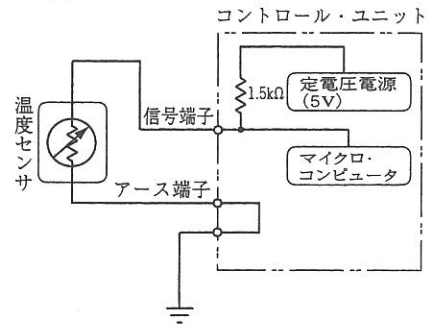 コントロール・ユニット
1.5kΩ
定電圧電源
(5V)
信号端子
温度センサ
マイクロ・
コンピュータ
アース端子